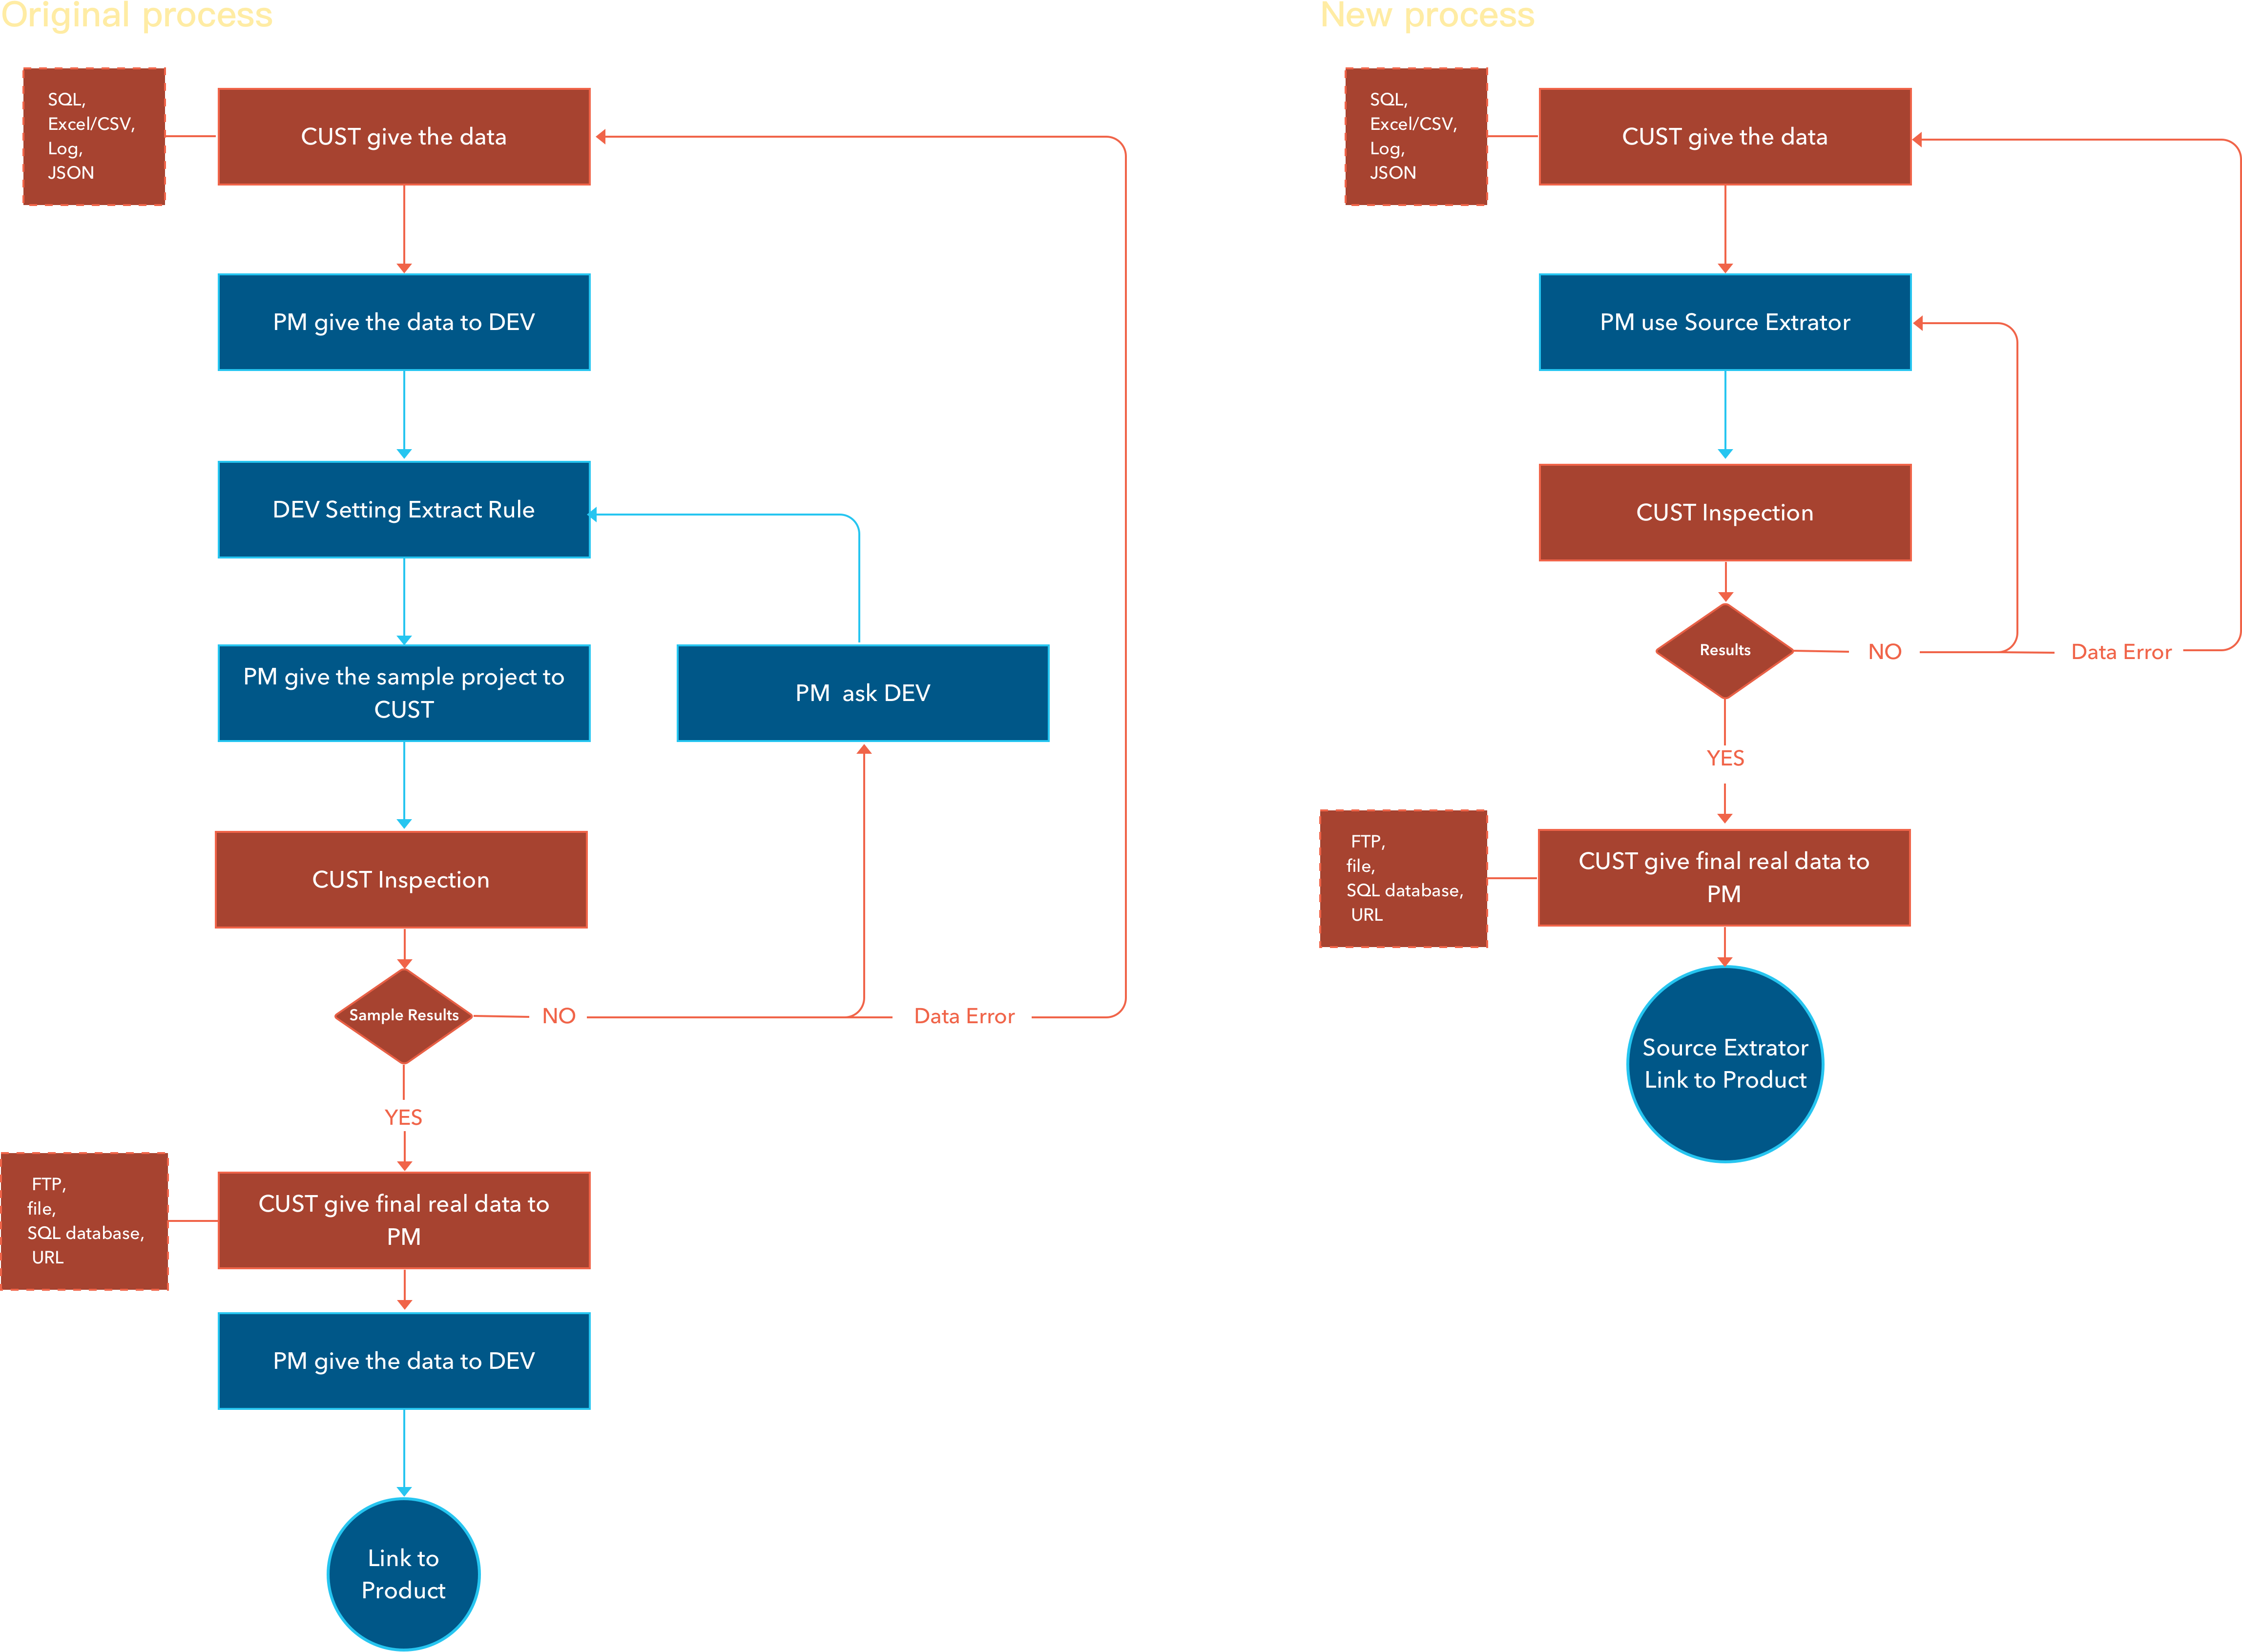 Original process
SQL,
Excel/CSV,
Log,
JSON
CUST give the data
PM give the data to DEV
DEV Setting Extract Rule
PM give the sample project to
CUST
PM  ask DEV
CUST Inspection
Sample Results
NO
Data Error
YES
FTP,
file,
SQL database,
URL
CUST give final real data to
PM
PM give the data to DEV
Link to
Product
New process
SQL,
Excel/CSV,
Log,
JSON
CUST give the data
PM use Source Extrator
CUST Inspection
Results
NO
Data Error
YES
FTP,
file,
SQL database,
URL
CUST give final real data to
PM
Source Extrator
Link to Product